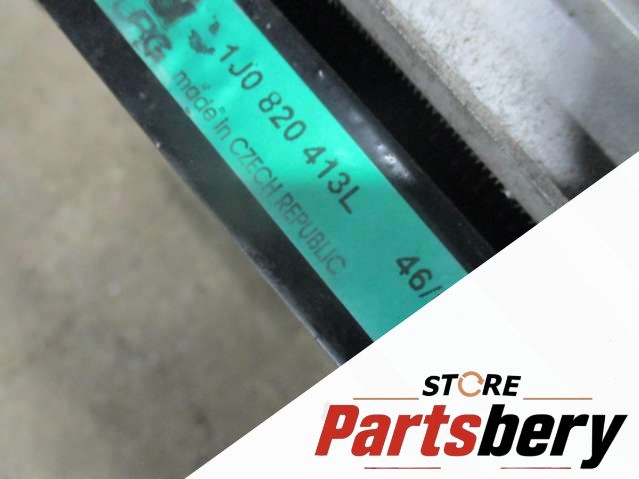 1J0 820 413L
made in CZECH REPUBLIC
46/
STORE
Partsbery